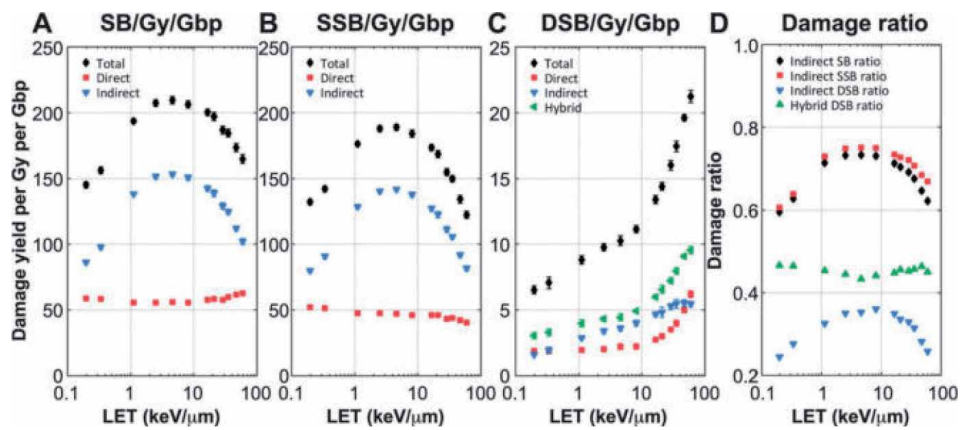 A SB/Gy/Gbp
B SSB/Gy/Gbp
C DSB/Gy/Gbp
D Damage ratio
Damage yield per Gy per Gbp
250
200
150
100
50
0
Total
Direct
Indirect
0.1 1 10 100
LET (keV/μm)
250
200
150
100
50
0
Total
Direct
Indirect
0.1 1 10 100
LET (keV/μm)
25
20
15
10
5
0
Total
Direct
Indirect
Hybrid
0.1 1 10 100
LET (keV/μm)
Damage ratio
1.0
0.8
0.6
0.4
0.2
Indirect SB ratio
Indirect SSB ratio
Indirect DSB ratio
Hybrid DSB ratio
0.1 1 10 100
LET (keV/μm)